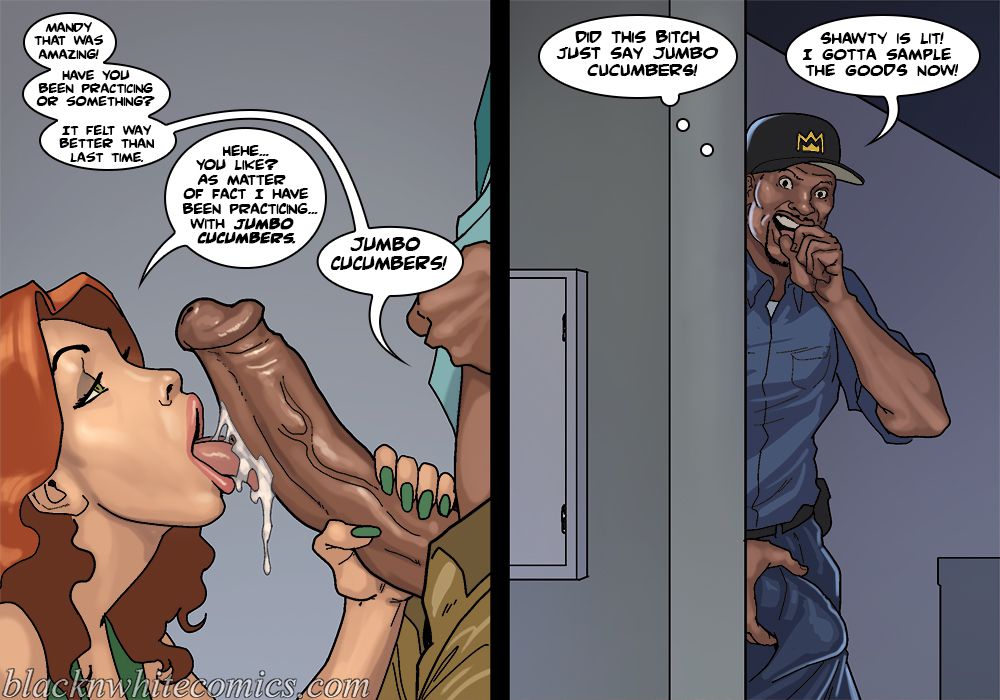 MANDY
THAT WAS
AMAZING!
HAVE YOU
BEEN PRACTICING
OR SOMETHING?
IT FELT WAY
BETTER THAN
LAST TIME.
HEHE...
YOU LIKE?
AS MATTER
OF FACT I HAVE
BEEN PRACTICING...
WITH JUMBO
CUCUMBERS.
JUMBO
CUCUMBERS!
DID THIS BITCH
JUST SAY JUMBO
CUCUMBERS!
SHAWTY IS LIT!
I GOTTA SAMPLE
THE GOODS NOW!
blacknwhitecomics.com